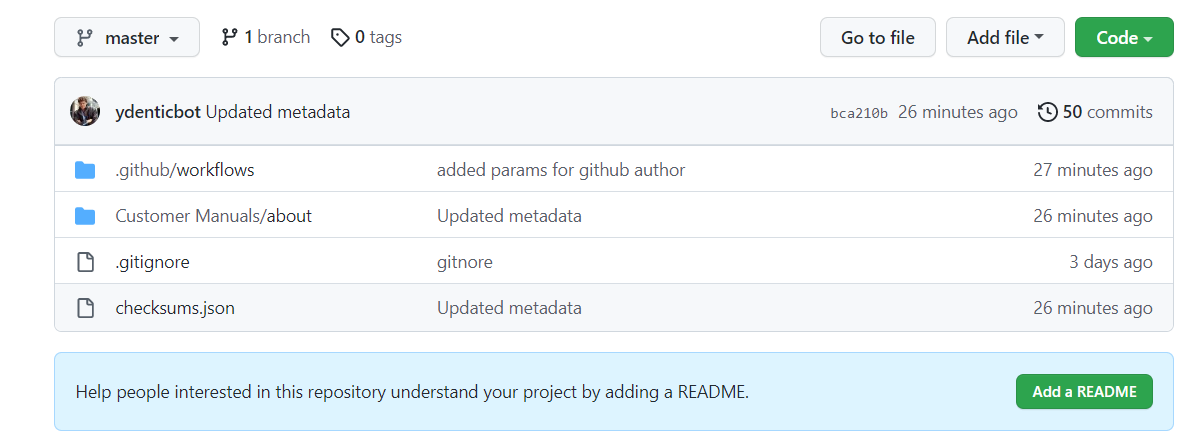 master 1 branch 0 tags Go to file Add file Code
ydenticbot Updated metadata bca210b 26 minutes ago 50 commits
.github/workflows added params for github author 27 minutes ago
Customer Manuals/about Updated metadata 26 minutes ago
.gitignore gitnore 3 days ago
checksums.json Updated metadata 26 minutes ago
Help people interested in this repository understand your project by adding a README. Add a README